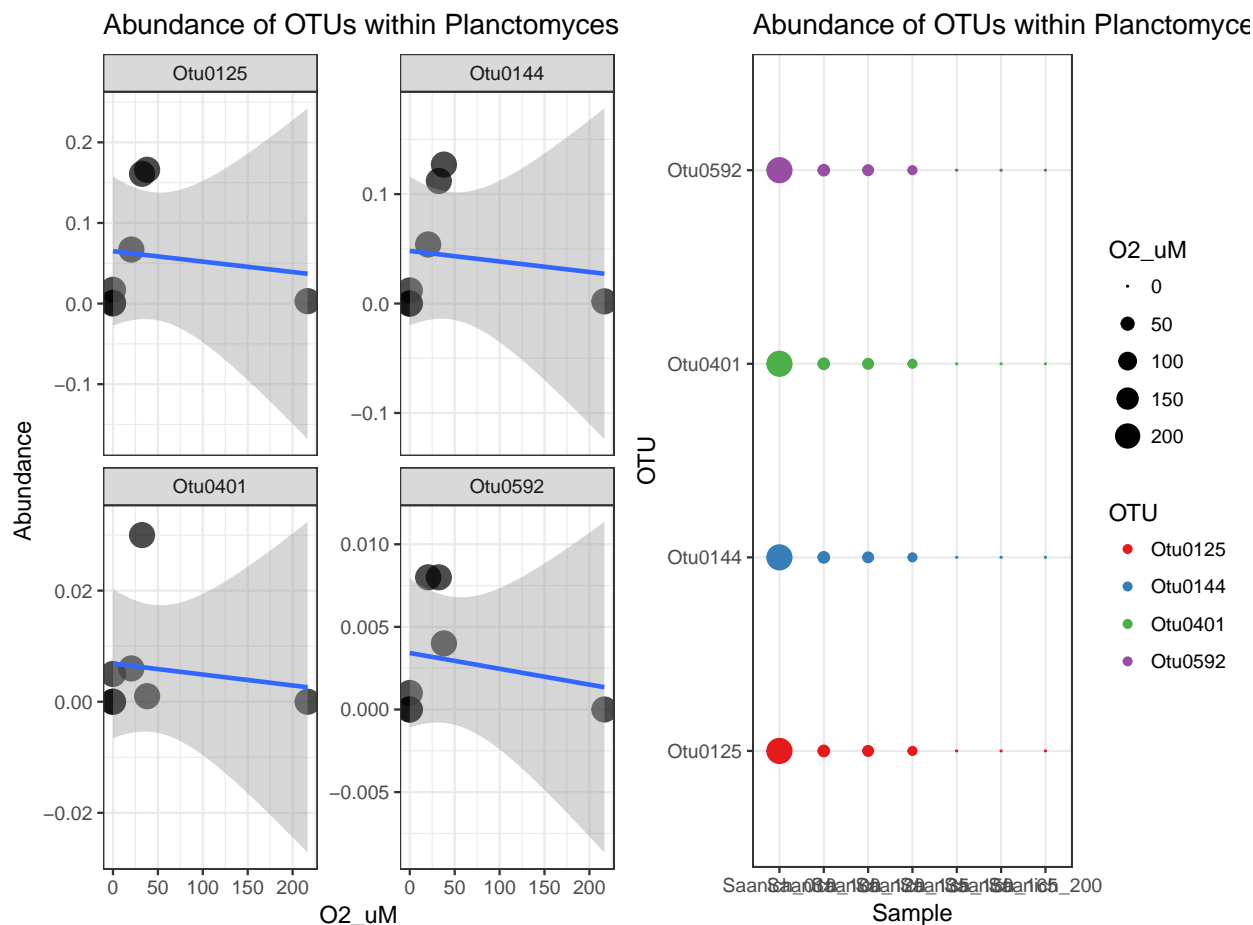 Abundance of OTUs within Planctomyces
Otu0125
Otu0144
0.2
0.1
0.0
−0.1
0.1
0.0
−0.1
Abundance
Otu0401
Otu0592
0.02
0.00
−0.02
0.010
0.005
0.000
−0.005
0 50 100 150 200
0 50 100 150 200
O2_uM
Abundance of OTUs within Planctomyce
OTU
Otu0592
Otu0401
Otu0144
Otu0125
_200
Sample
O2_uM
0
50
100
150
200
OTU
Otu0125
Otu0144
Otu0401
Otu0592